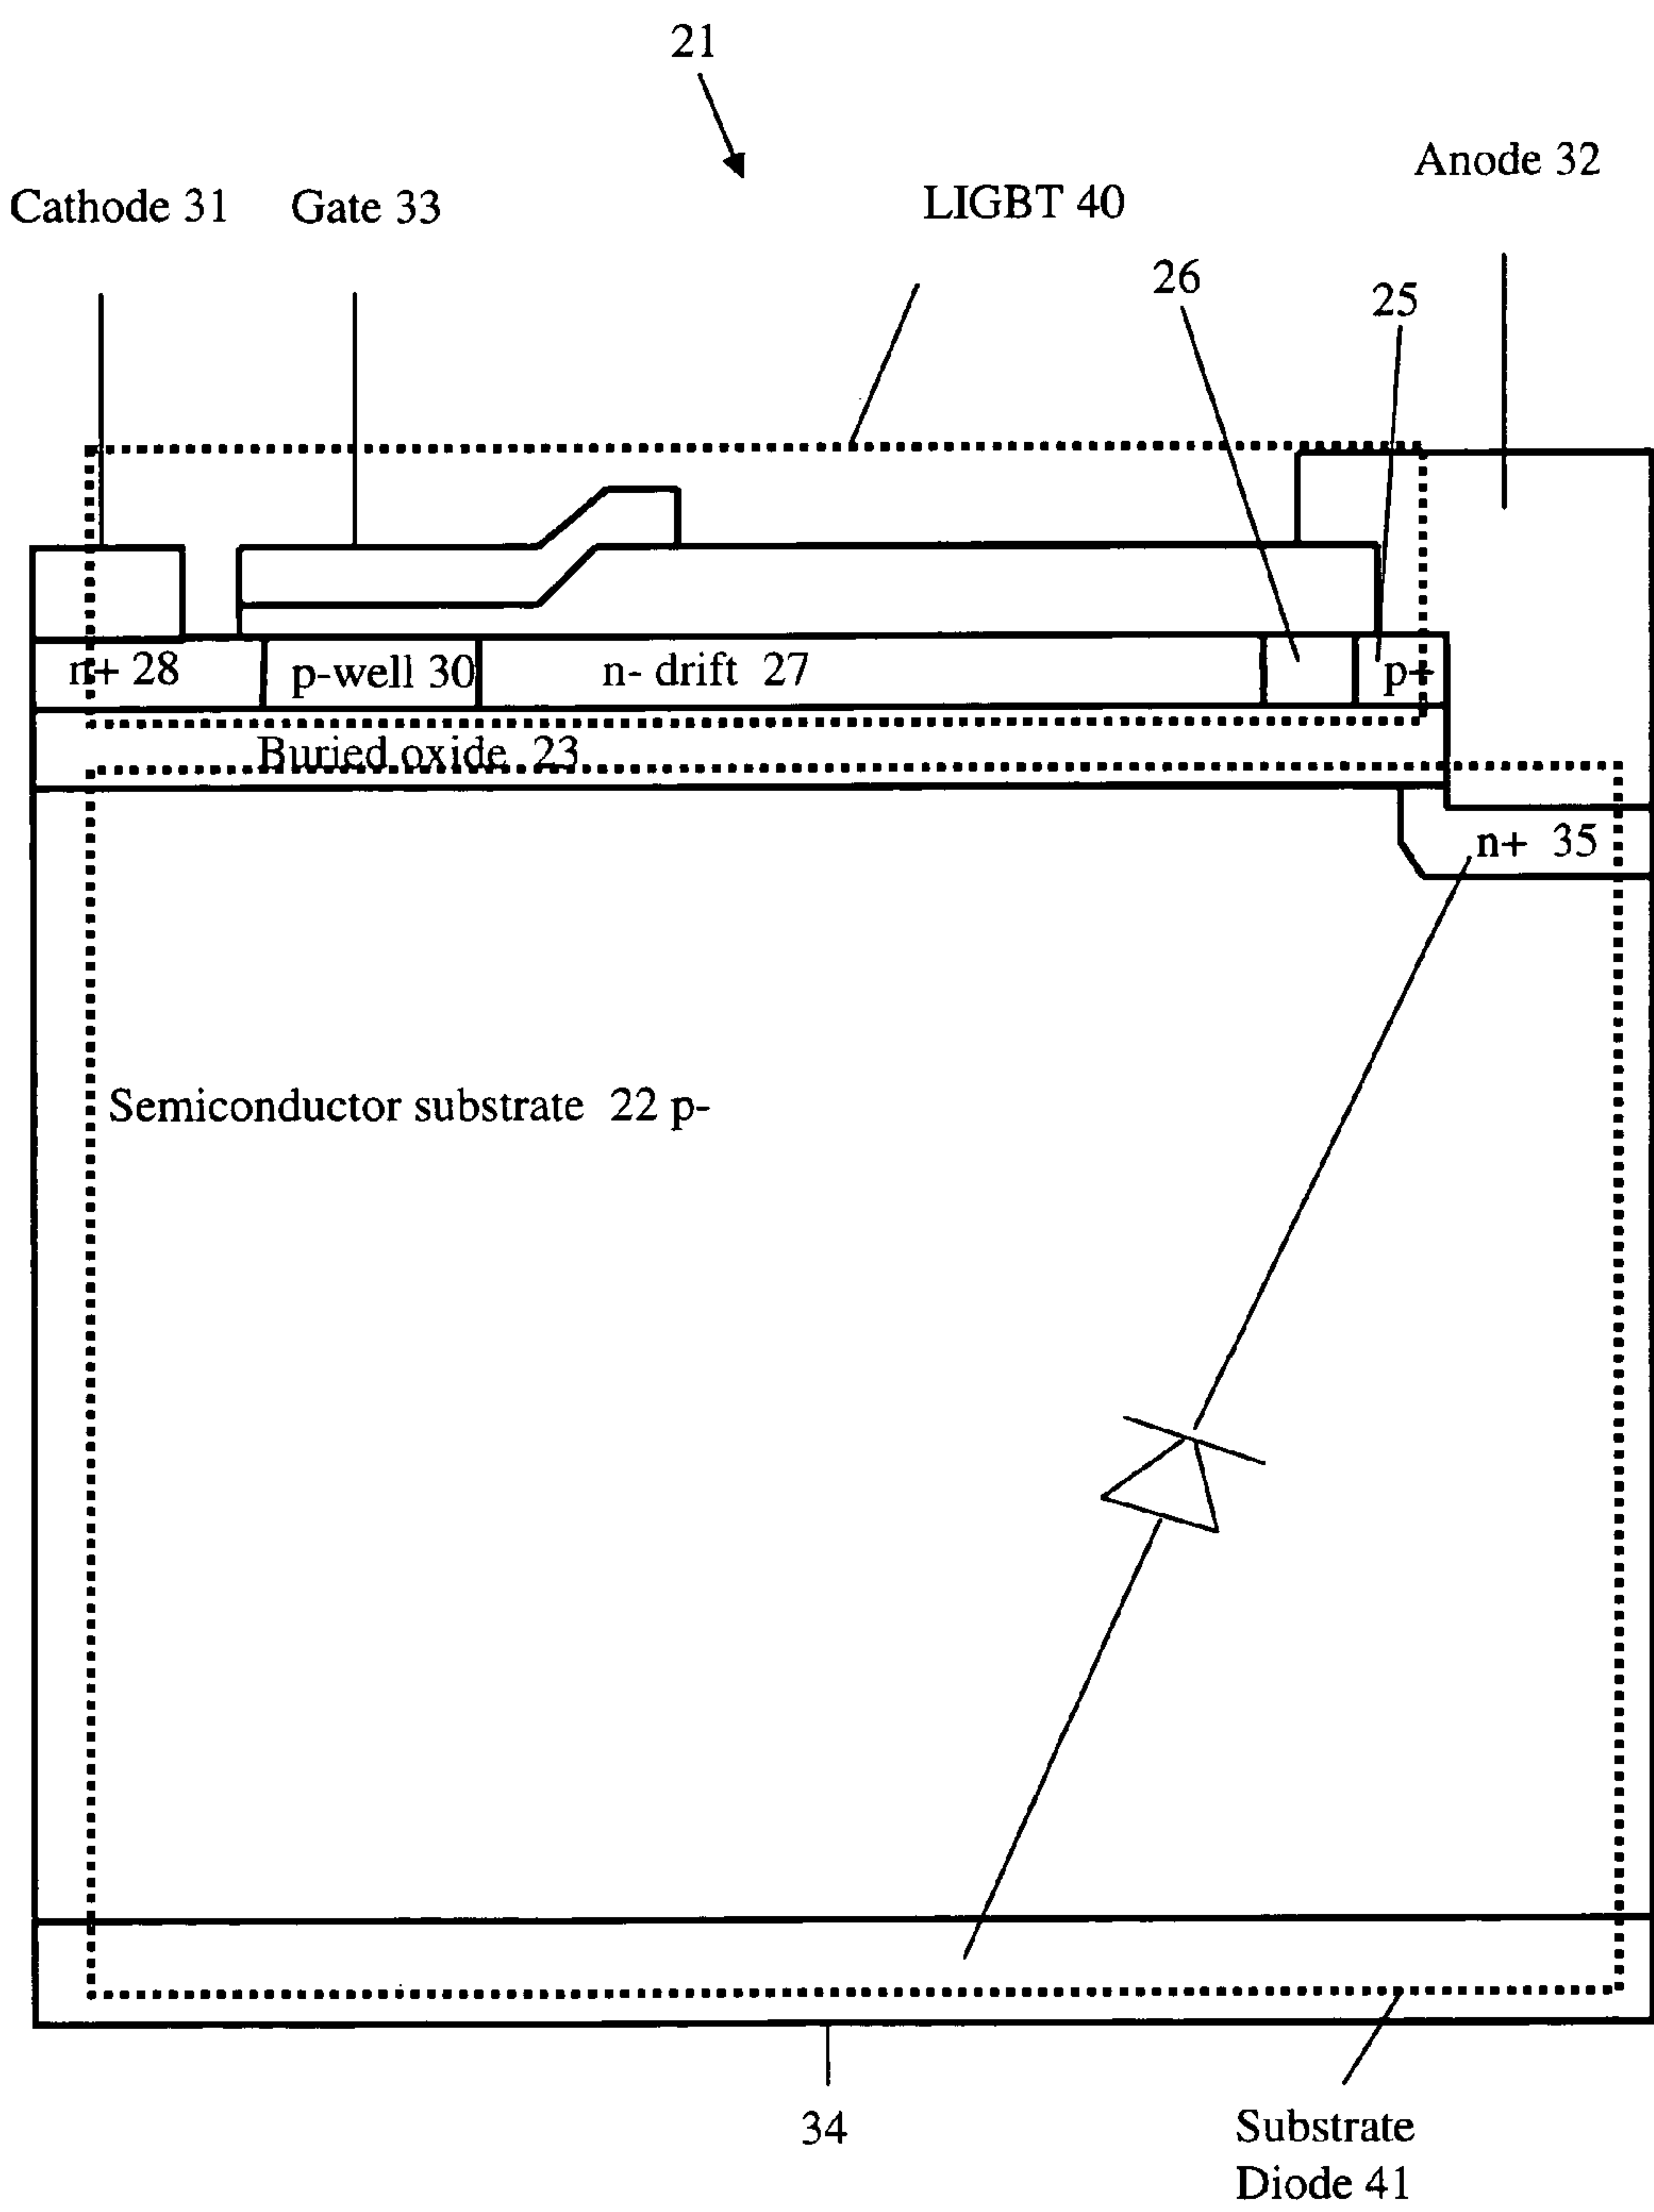 21
Anode 32
Cathode 31
Gate 33
LIGBT 40
26
25
n+ 28
p-well 30
n- drift 27
p+
Buried oxide 23
n+ 35
Semiconductor substrate 22 p-
34
Substrate
Diode 41